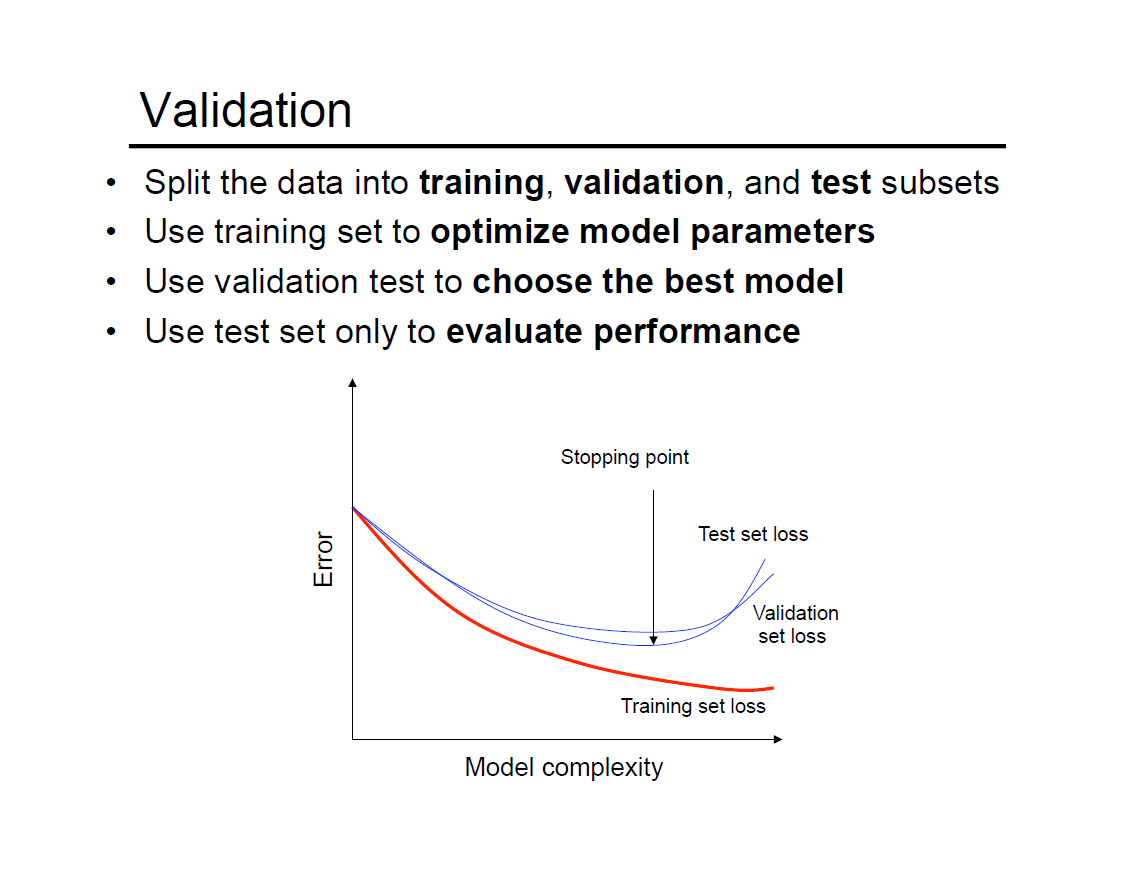 Validation
• Split the data into training, validation, and test subsets
• Use training set to optimize model parameters
• Use validation test to choose the best model
• Use test set only to evaluate performance
Stopping point
Test set loss
Error
Validation
set loss
Training set loss
Model complexity